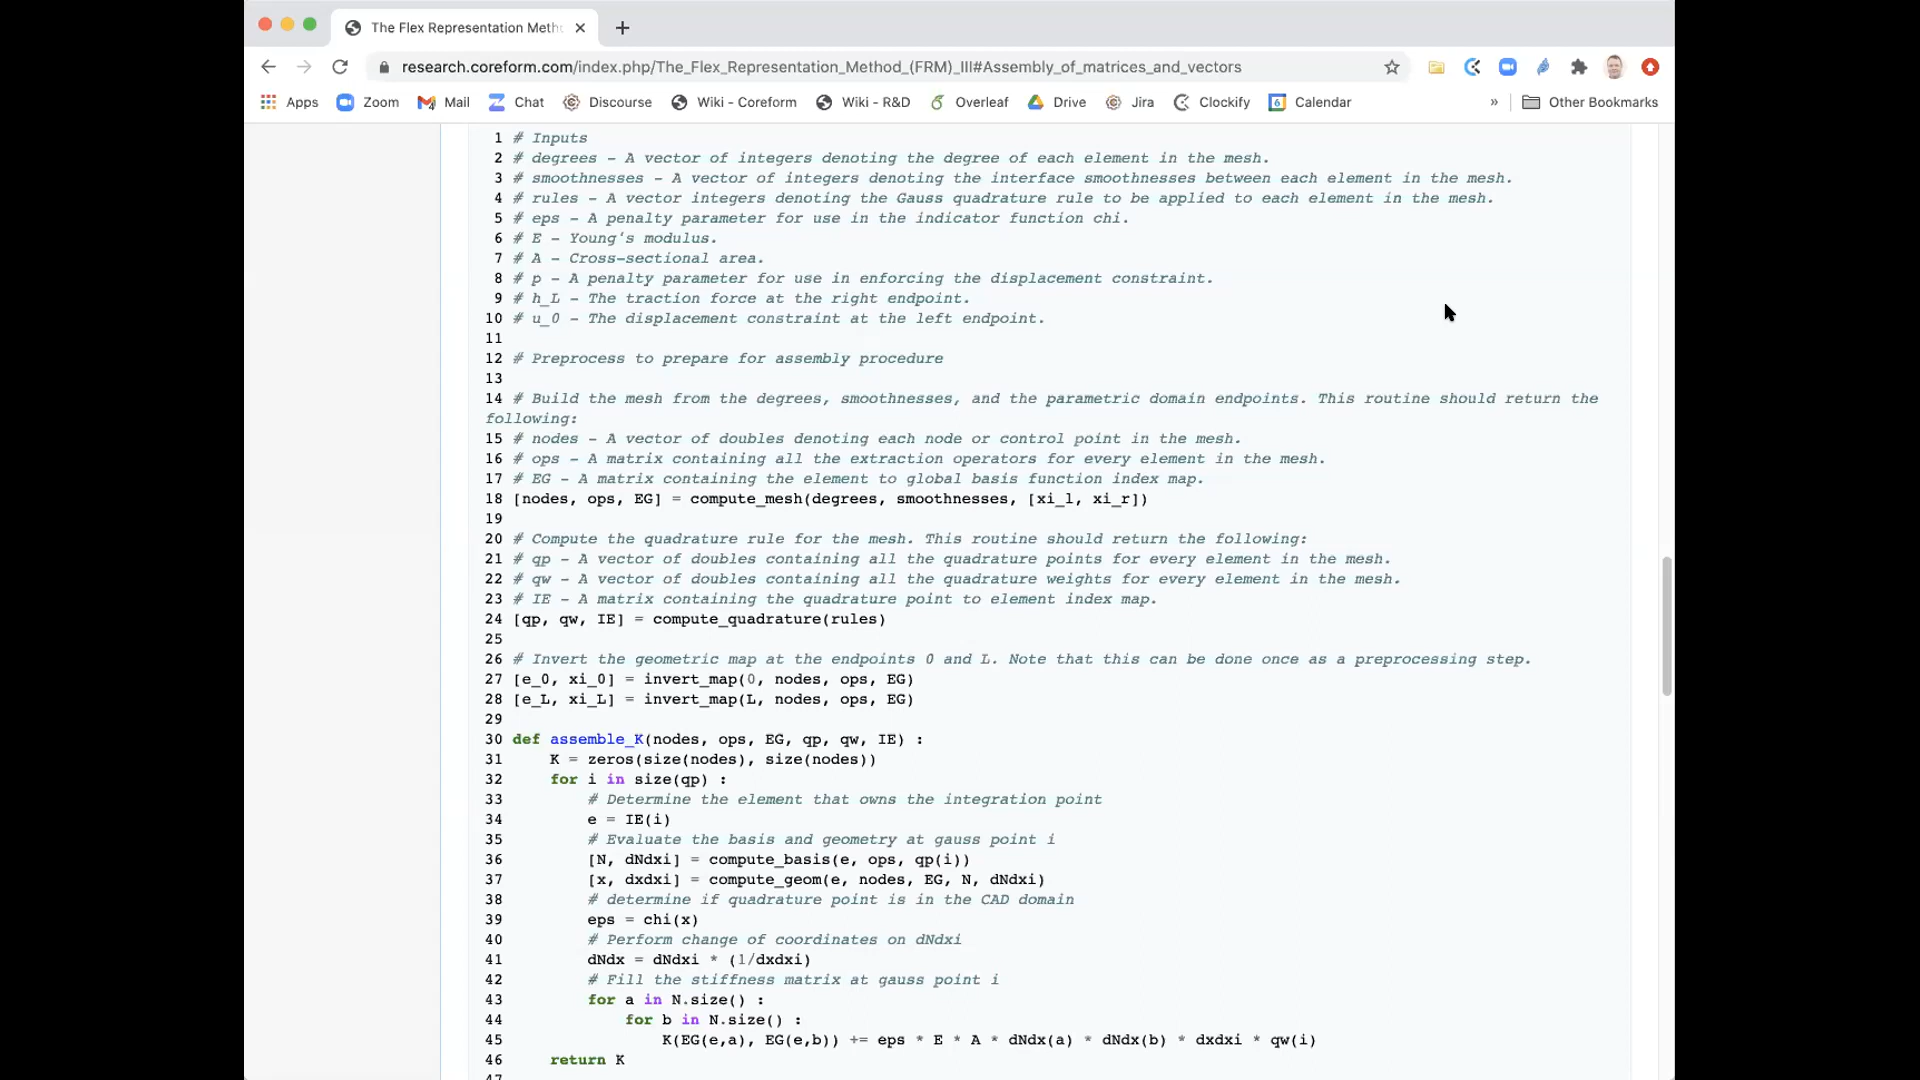 The Flex Representation Meth
research.coreform.com/index.php/The_Flex_Representation_Method_(FRM)_III#Assembly_of_matrices_and_vectors
Apps Zoom Mail Chat Discourse Wiki - Coreform Wiki - R&D Overleaf Drive Jira Clockify Calendar » Other Bookmarks
1 # Inputs
2 # degrees - A vector of integers denoting the degree of each element in the mesh.
3 # smoothnesses - A vector of integers denoting the interface smoothnesses between each element in the mesh.
4 # rules - A vector integers denoting the Gauss quadrature rule to be applied to each element in the mesh.
5 # eps - A penalty parameter for use in the indicator function chi.
6 # E - Young's modulus.
7 # A - Cross-sectional area.
8 # p - A penalty parameter for use in enforcing the displacement constraint.
9 # h_L - The traction force at the right endpoint.
10 # u_0 - The displacement constraint at the left endpoint.
11
12 # Preprocess to prepare for assembly procedure
13
14 # Build the mesh from the degrees, smoothnesses, and the parametric domain endpoints. This routine should return the
following:
15 # nodes - A vector of doubles denoting each node or control point in the mesh.
16 # ops - A matrix containing all the extraction operators for every element in the mesh.
17 # EG - A matrix containing the element to global basis function index map.
18 [nodes, ops, EG] = compute_mesh(degrees, smoothnesses, [xi_l, xi_r])
19
20 # Compute the quadrature rule for the mesh. This routine should return the following:
21 # qp - A vector of doubles containing all the quadrature points for every element in the mesh.
22 # qw - A vector of doubles containing all the quadrature weights for every element in the mesh.
23 # IE - A matrix containing the quadrature point to element index map.
24 [qp, qw, IE] = compute_quadrature(rules)
25
26 # Invert the geometric map at the endpoints 0 and L. Note that this can be done once as a preprocessing step.
27 [e_0, xi_0] = invert_map(0, nodes, ops, EG)
28 [e_L, xi_L] = invert_map(L, nodes, ops, EG)
29
30 def assemble_K(nodes, ops, EG, qp, qw, IE) :
31 K = zeros(size(nodes), size(nodes))
32 for i in size(qp) :
33 # Determine the element that owns the integration point
34 e = IE(i)
35 # Evaluate the basis and geometry at gauss point i
36 [N, dNdxi] = compute_basis(e, ops, qp(i))
37 [x, dxdxi] = compute_geom(e, nodes, EG, N, dNdxi)
38 # determine if quadrature point is in the CAD domain
39 eps = chi(x)
40 # Perform change of coordinates on dNdxi
41 dNdx = dNdxi * (1/dxdxi)
42 # Fill the stiffness matrix at gauss point i
43 for a in N.size() :
44 for b in N.size() :
45 K(EG(e,a), EG(e,b)) += eps * E * A * dNdx(a) * dNdx(b) * dxdxi * qw(i)
46 return K
47